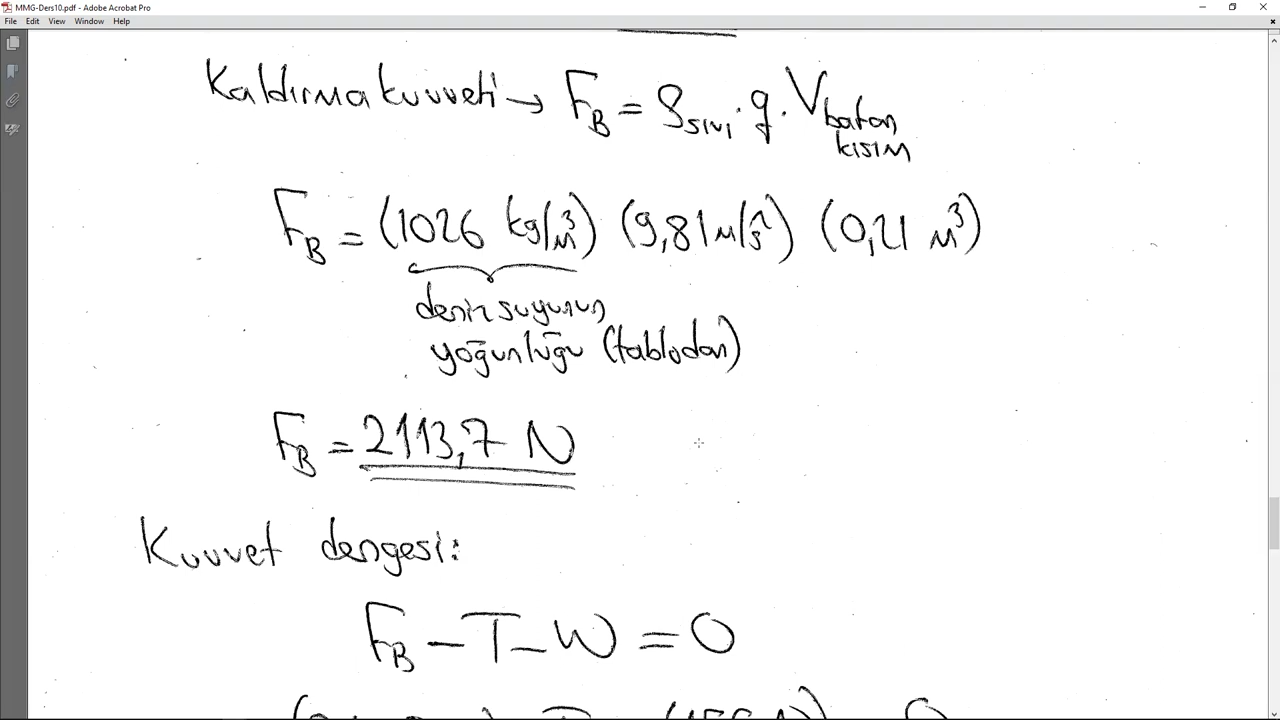 MMG-Ders10.pdf - Adobe Acrobat Pro
File Edit View Window Help
Kaldırma kuvveti → F_B = ρ_sıvı . g . V_batan kısım
F_B = (1026 kg/m³) (9,81 m/s²) (0,21 m³)
deniz suyunun
yoğunluğu (tablodan)
F_B = 2113,7 N
Kuvvet dengesi:
F_B - T - W = 0